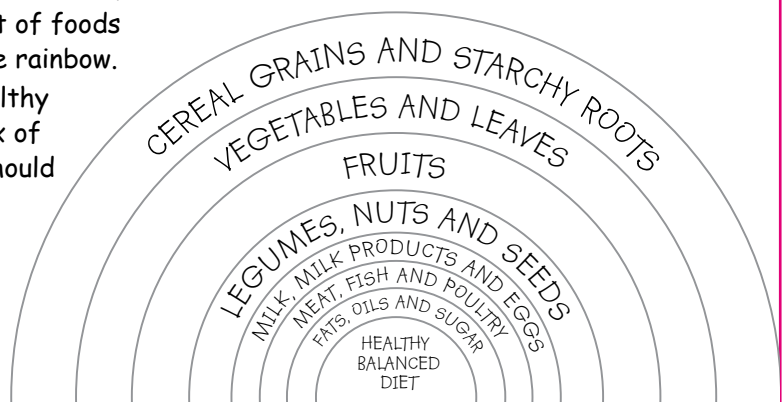 t of foods
e rainbow.
lthy
x of
hould
CEREAL GRAINS AND STARCHY ROOTS
VEGETABLES AND LEAVES
FRUITS
LEGUMES, NUTS AND SEEDS
MILK, MILK PRODUCTS AND EGGS
MEAT, FISH AND POULTRY
FATS, OILS AND SUGAR
HEALTHY
BALANCED
DIET